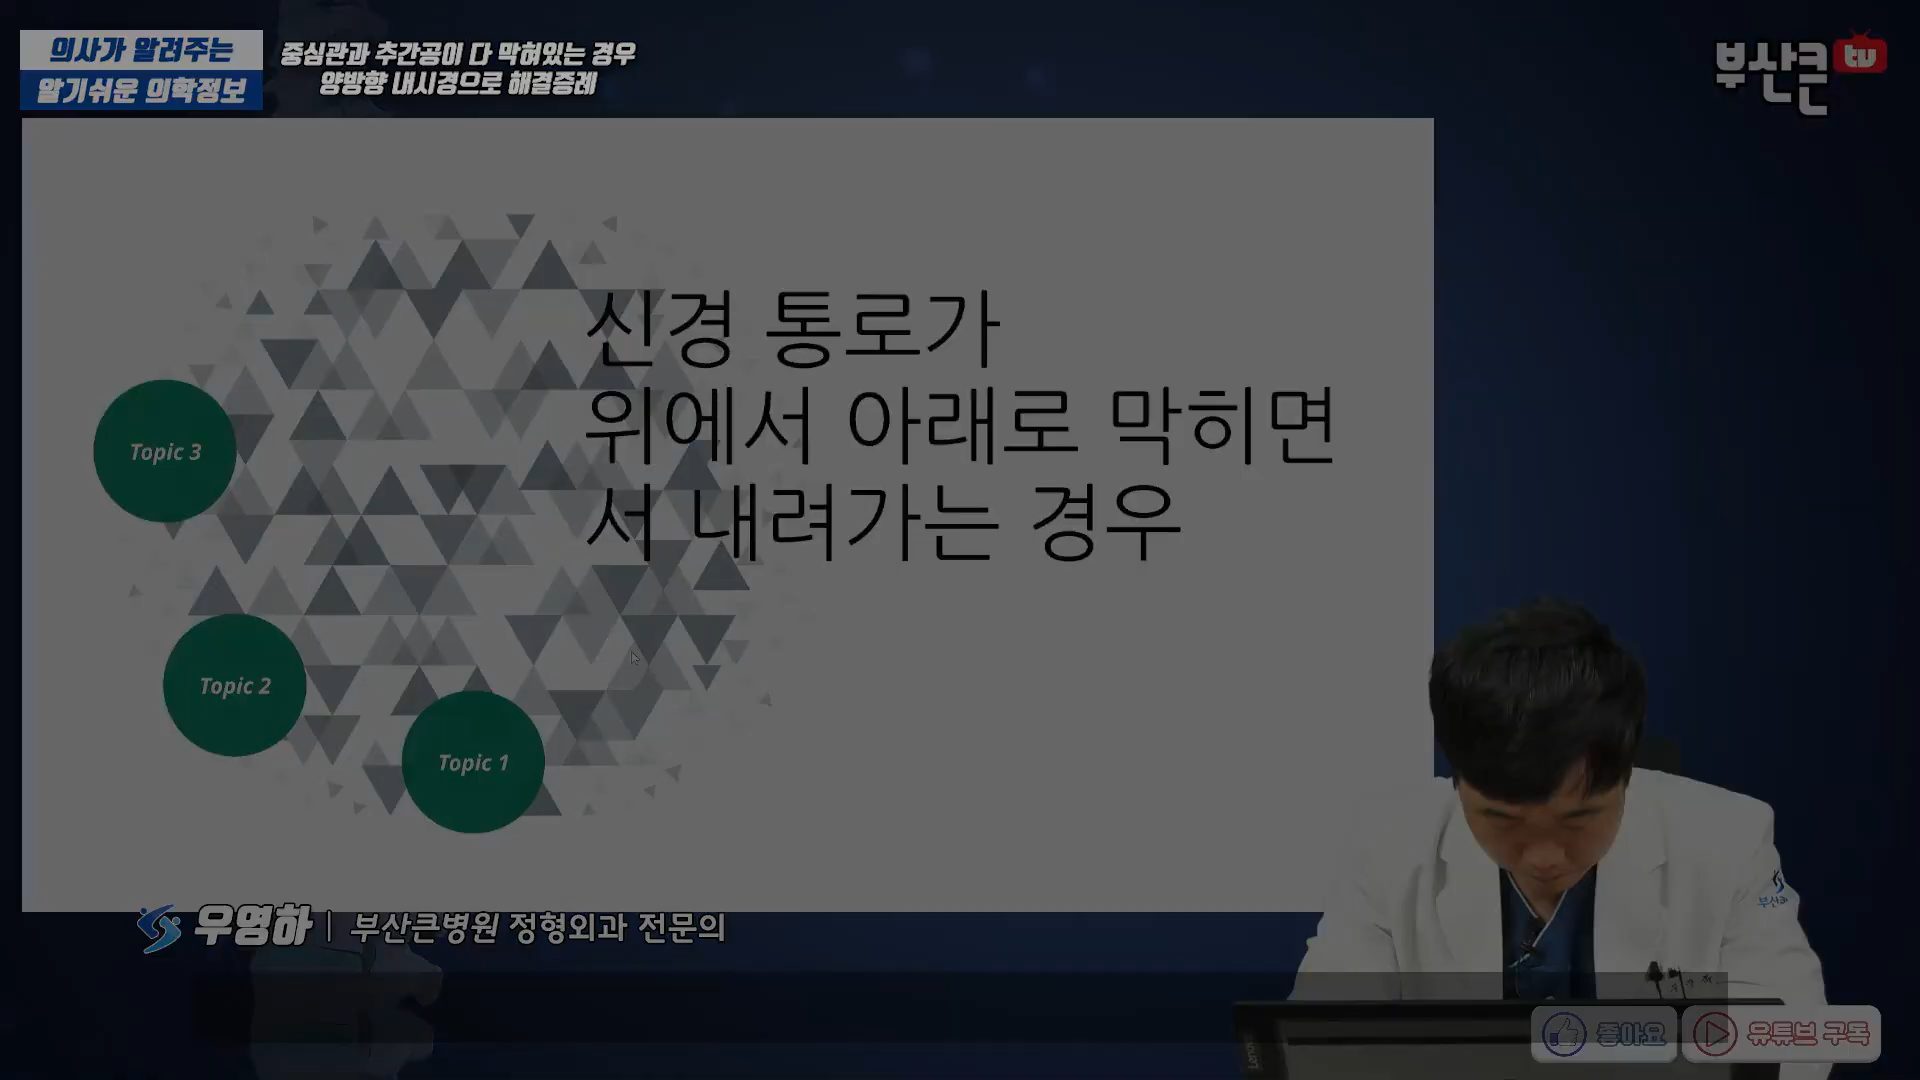 의사가 알려주는
알기쉬운 의학정보
중심관과 추간공이 다 막혀있는 경우
양방향 내시경으로 해결증례
부산큰 tv
신경 통로가
위에서 아래로 막히면
서 내려가는 경우
Topic 3
Topic 2
Topic 1
우영하 | 부산큰병원 정형외과 전문의
부산큰
Lenovo
좋아요
유튜브 구독